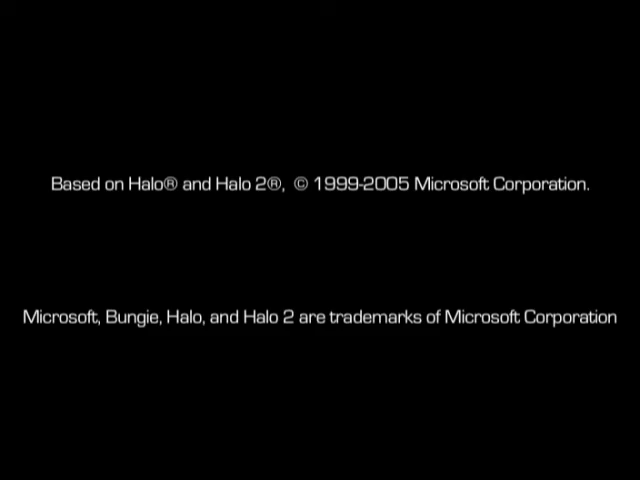 Based on Halo® and Halo 2®, © 1999-2005 Microsoft Corporation.
Microsoft, Bungie, Halo, and Halo 2 are trademarks of Microsoft Corporation